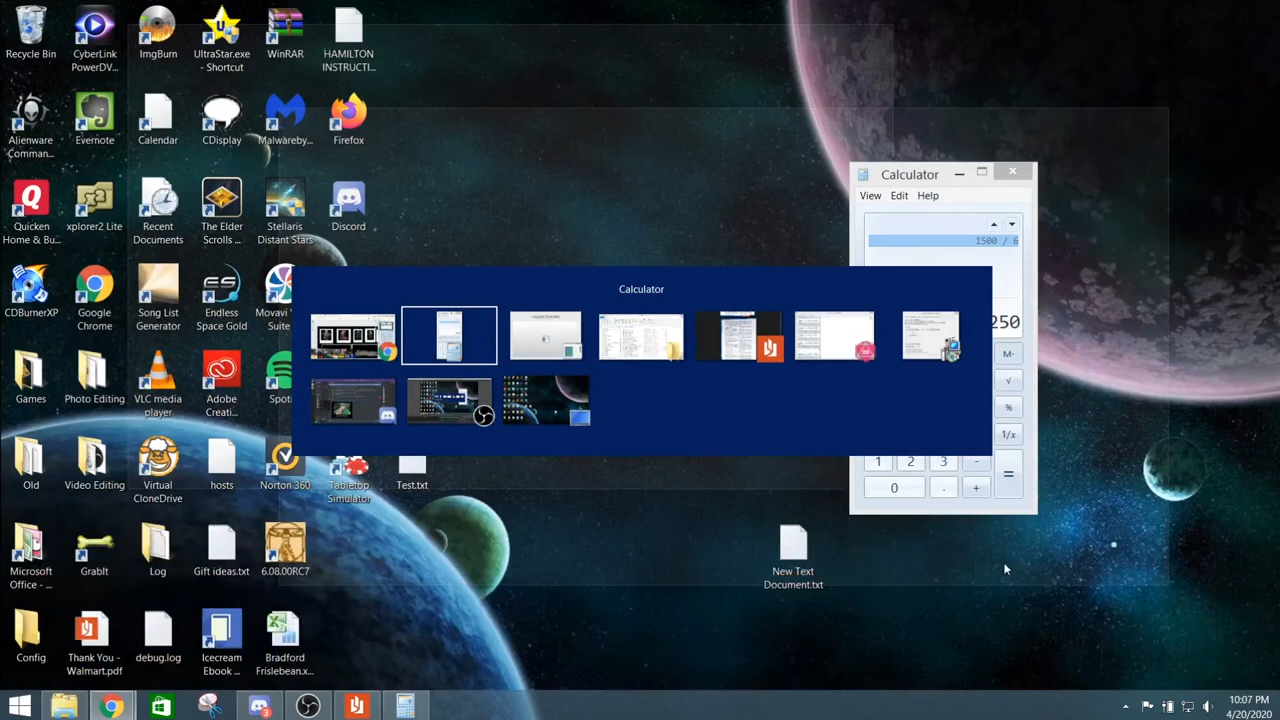 Recycle Bin
CyberLink
PowerDV...
ImgBurn
UltraStar.exe
- Shortcut
WinRAR
HAMILTON
INSTRUCTI...
Alienware
Comman...
Evernote
Calendar
CDisplay
Malwareby...
Firefox
Quicken
Home & Bu...
xplorer2 Lite
Recent
Documents
The Elder
Scrolls ...
Stellaris
Distant Stars
Discord
CDBurnerXP
Google
Chrome
Song List
Generator
Endless
Space Gold
Movavi
Suite
Games
Photo Editing
VLC media
player
Adobe
Creati...
Spoti
Old
Video Editing
Virtual
CloneDrive
hosts
Norton 360
Tabletop
Simulator
Test.txt
Microsoft
Office - ...
GrabIt
Log
Gift ideas.txt
6.08.00RC7
Config
Thank You -
Walmart.pdf
debug.log
Icecream
Ebook ...
Bradford
Frislebean.x...
New Text
Document.txt
Calculator
Calculator
View Edit Help
1500 / 6
250
M-
√
%
1/x
1 2 3 -
=
0 . +
3
10:07 PM
4/20/2020